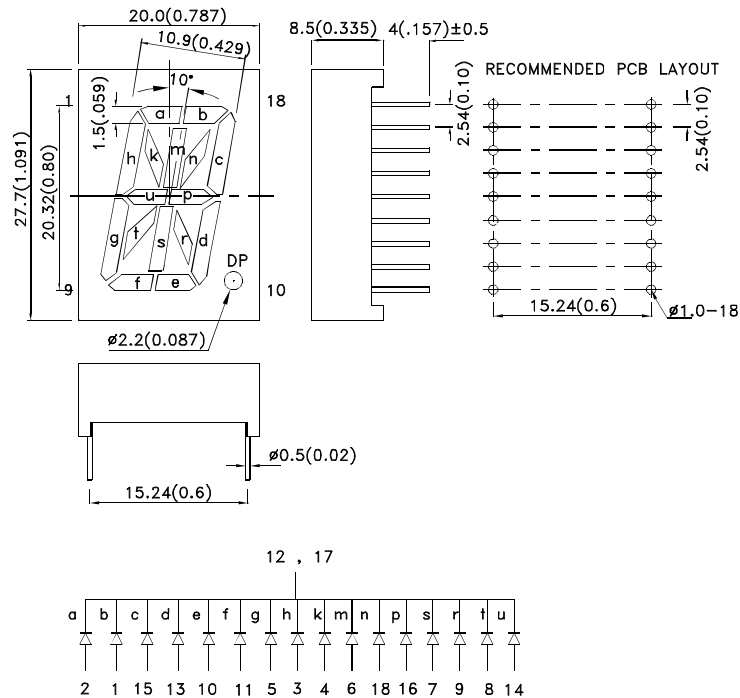 20.0(0.787)
10.9(0.429)
10°
1
18
1.5(.059)
a b
k m n
h c
u p
g t s r d
DP
f e
9
10
27.7(1.091)
20.32(0.80)
ø2.2(0.087)
8.5(0.335)
4(.157)±0.5
2.54(0.10)
RECOMMENDED PCB LAYOUT
2.54(0.10)
15.24(0.6)
ø1.0-18
ø0.5(0.02)
15.24(0.6)
12 , 17
a b c d e f g h k m n p s r t u
2 1 15 13 10 11 5 3 4 6 18 16 7 9 8 14